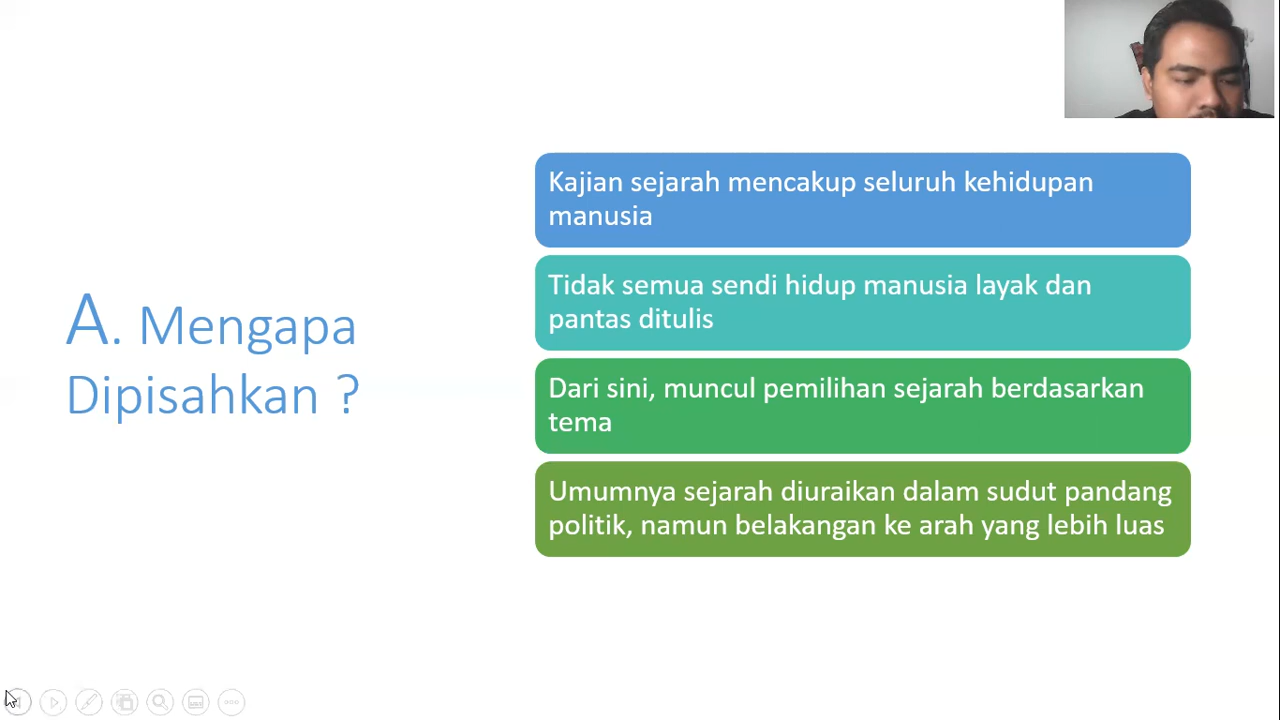 A. Mengapa
Dipisahkan ?
Kajian sejarah mencakup seluruh kehidupan
manusia
Tidak semua sendi hidup manusia layak dan
pantas ditulis
Dari sini, muncul pemilihan sejarah berdasarkan
tema
Umumnya sejarah diuraikan dalam sudut pandang
politik, namun belakangan ke arah yang lebih luas